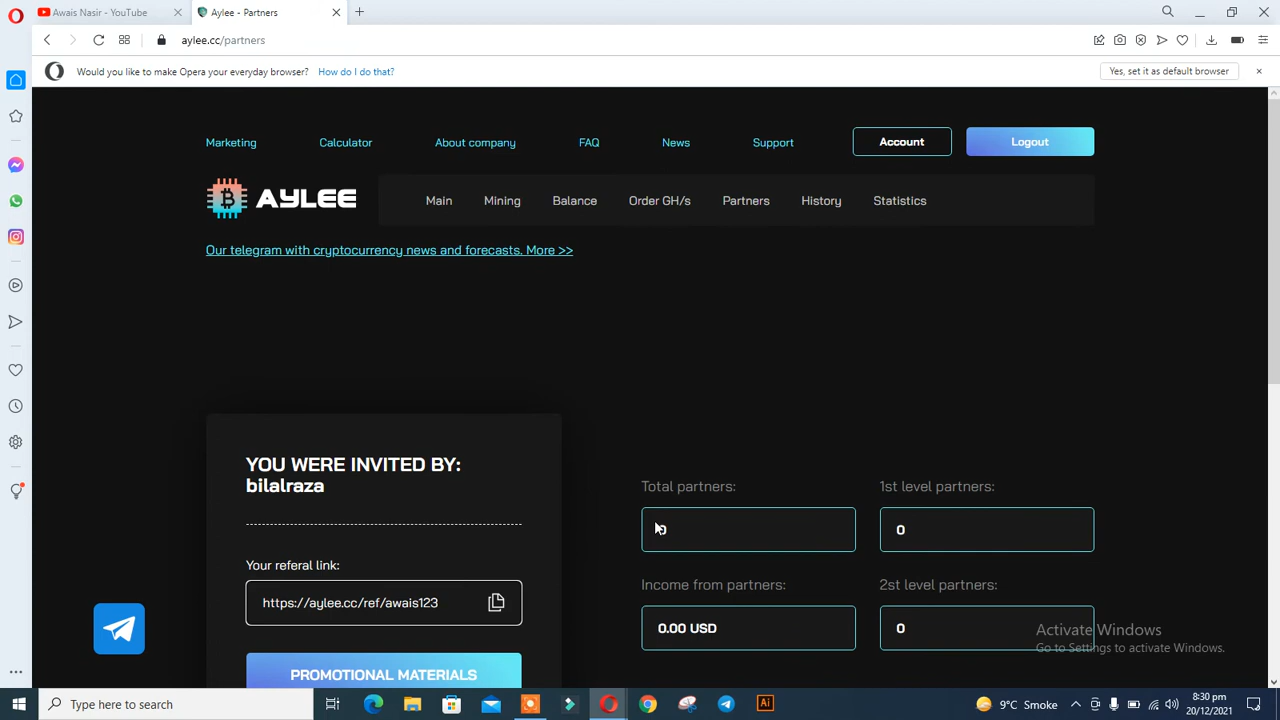 Awais Nasir - YouTube
Aylee - Partners
aylee.cc/partners
Would you like to make Opera your everyday browser? How do I do that?
Yes, set it as default browser
Marketing
Calculator
About company
FAQ
News
Support
Account
Logout
AYLEE
Main
Mining
Balance
Order GH/s
Partners
History
Statistics
Our telegram with cryptocurrency news and forecasts. More >>
YOU WERE INVITED BY:
bilalraza
Your referal link:
https://aylee.cc/ref/awais123
PROMOTIONAL MATERIALS
Total partners:
0
1st level partners:
0
Income from partners:
0.00 USD
2st level partners:
0
Activate Windows
Go to Settings to activate Windows.
Type here to search
Ai
9°C Smoke
8:30 pm
20/12/2021